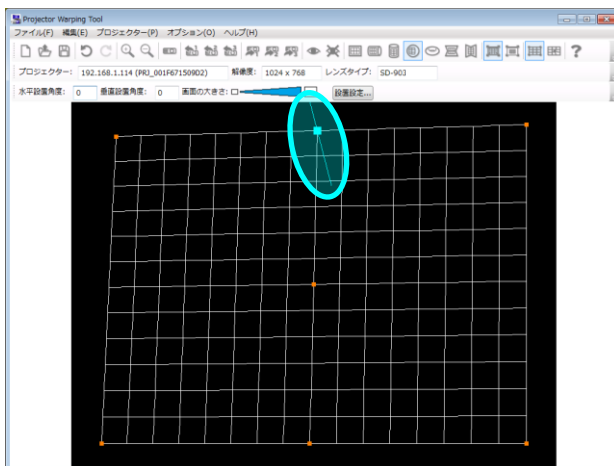 Projector Warping Tool
ファイル(F) 編集(E) プロジェクター(P) オプション(O) ヘルプ(H)
プロジェクター: 192.168.1.114 (PRJ_001F671509D2) 解像度: 1024 x 768 レンズタイプ: SD-903
水平設置角度: 0 垂直設置角度: 0 画面の大きさ: 設置設定...